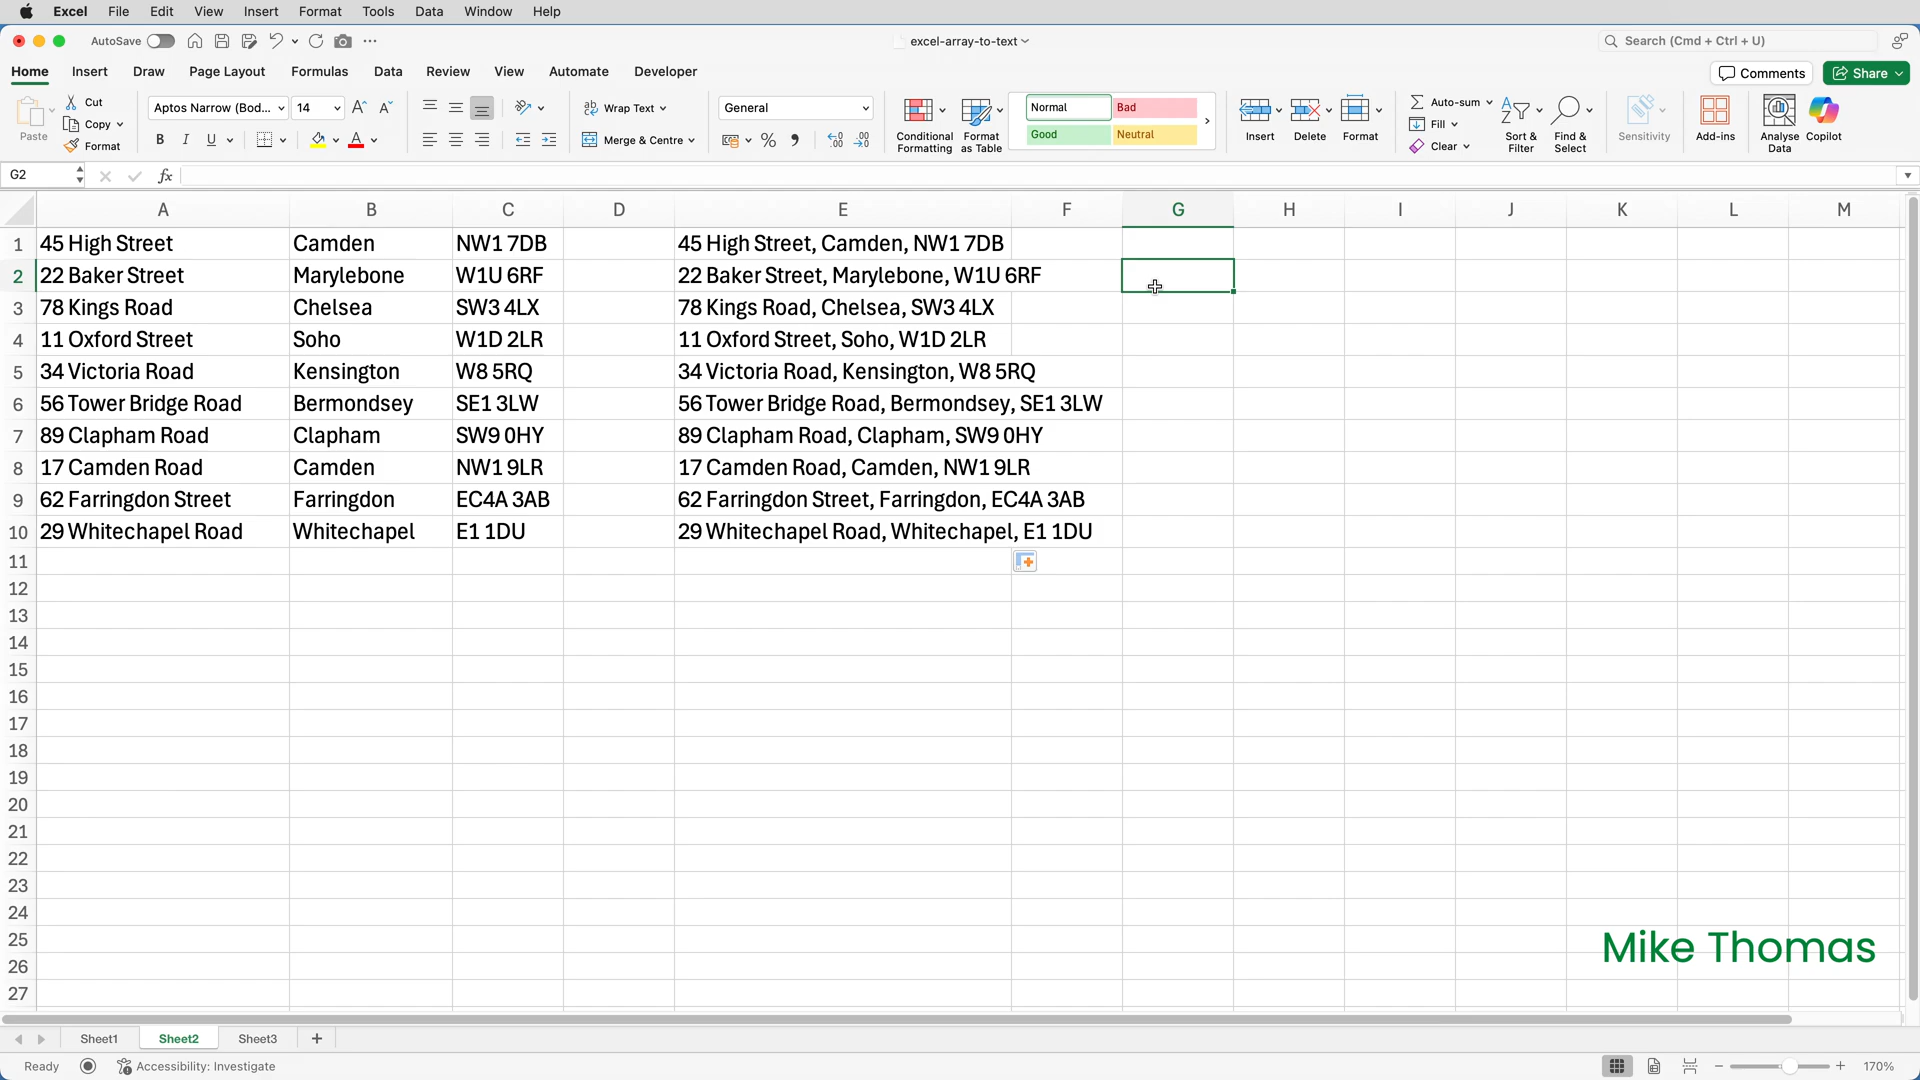 Excel File Edit View Insert Format Tools Data Window Help
AutoSave excel-array-to-text Search (Cmd + Ctrl + U)
Home Insert Draw Page Layout Formulas Data Review View Automate Developer Comments Share
Paste Cut Copy Format
Aptos Narrow (Bod... 14
B I U
Wrap Text
Merge & Centre
General
Conditional Formatting
Format as Table
Normal Bad
Good Neutral
Insert Delete Format
Auto-sum
Fill
Clear
Sort & Filter
Find & Select
Sensitivity
Add-ins
Analyse Data
Copilot
G2 fx
A B C D E F G H I J K L M
1 45 High Street Camden NW1 7DB 45 High Street, Camden, NW1 7DB
2 22 Baker Street Marylebone W1U 6RF 22 Baker Street, Marylebone, W1U 6RF
3 78 Kings Road Chelsea SW3 4LX 78 Kings Road, Chelsea, SW3 4LX
4 11 Oxford Street Soho W1D 2LR 11 Oxford Street, Soho, W1D 2LR
5 34 Victoria Road Kensington W8 5RQ 34 Victoria Road, Kensington, W8 5RQ
6 56 Tower Bridge Road Bermondsey SE1 3LW 56 Tower Bridge Road, Bermondsey, SE1 3LW
7 89 Clapham Road Clapham SW9 0HY 89 Clapham Road, Clapham, SW9 0HY
8 17 Camden Road Camden NW1 9LR 17 Camden Road, Camden, NW1 9LR
9 62 Farringdon Street Farringdon EC4A 3AB 62 Farringdon Street, Farringdon, EC4A 3AB
10 29 Whitechapel Road Whitechapel E1 1DU 29 Whitechapel Road, Whitechapel, E1 1DU
11
12
13
14
15
16
17
18
19
20
21
22
23
24
25
26
27
Mike Thomas
Sheet1 Sheet2 Sheet3 +
Ready Accessibility: Investigate 170%